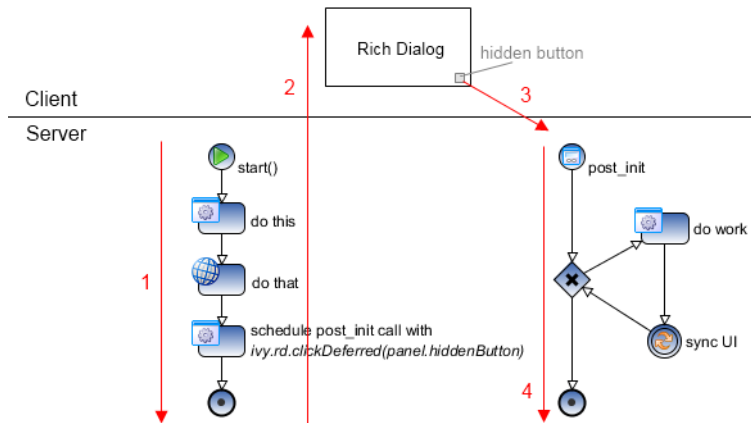 Rich Dialog
hidden button
2
3
Client
Server
start()
post_init
do this
do work
1
do that
schedule post_init call with
ivy.rd.clickDeferred(panel.hiddenButton)
sync UI
4